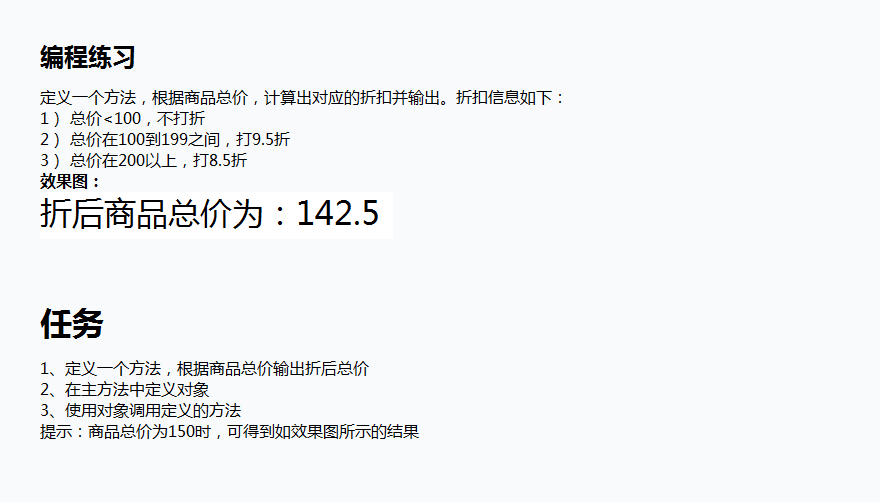 编程练习
定义一个方法，根据商品总价，计算出对应的折扣并输出。折扣信息如下：
1 ） 总价<100，不打折
2 ） 总价在100到199之间，打9.5折
3 ） 总价在200以上，打8.5折
效果图：
折后商品总价为：142.5
任务
1、定义一个方法，根据商品总价输出折后总价
2、在主方法中定义对象
3、使用对象调用定义的方法
提示：商品总价为150时，可得到如效果图所示的结果